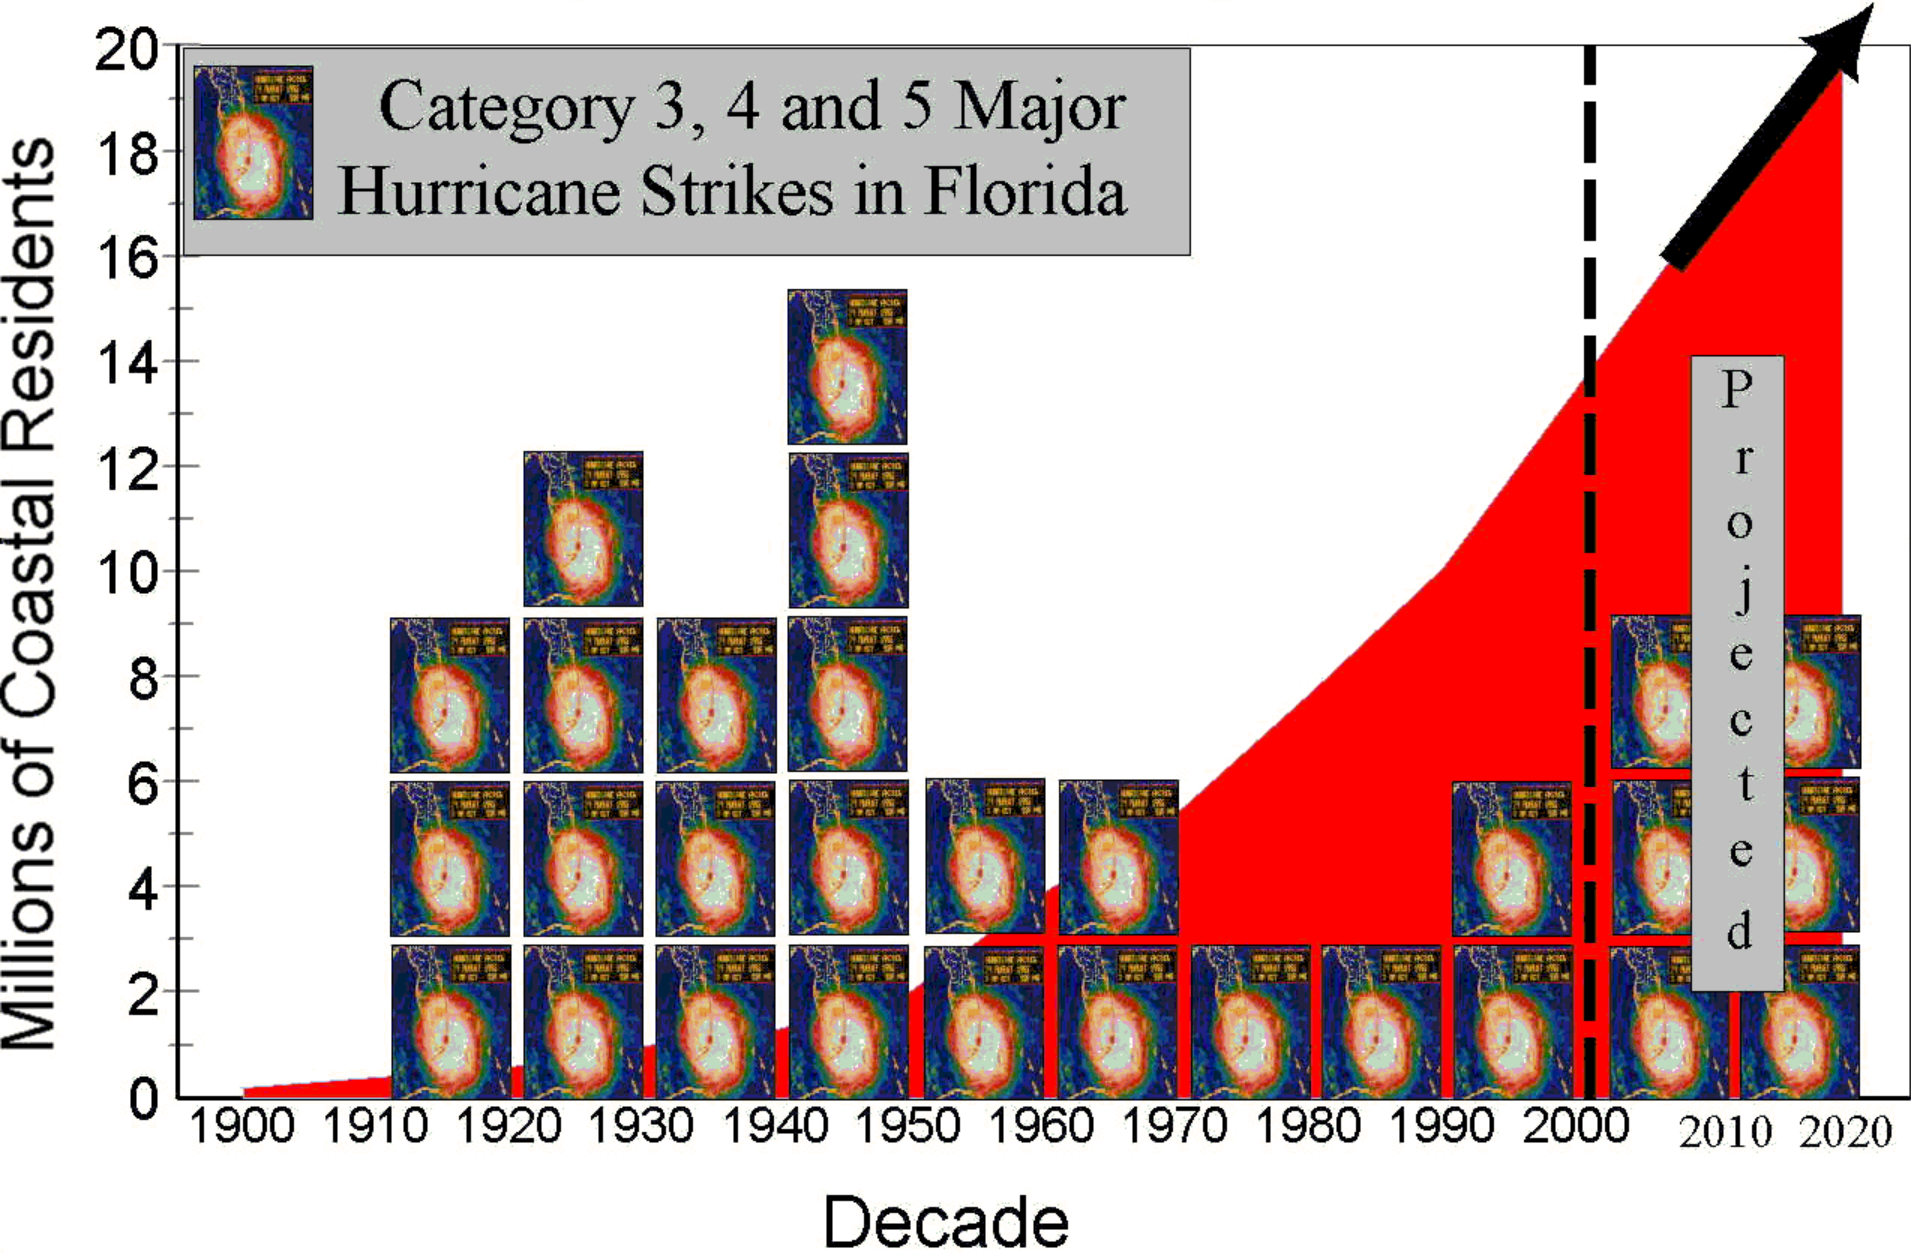 Category 3, 4 and 5 Major
Hurricane Strikes in Florida
Millions of Coastal Residents
20
18
16
14
12
10
8
6
4
2
0
Projected
1900 1910 1920 1930 1940 1950 1960 1970 1980 1990 2000 2010 2020
Decade